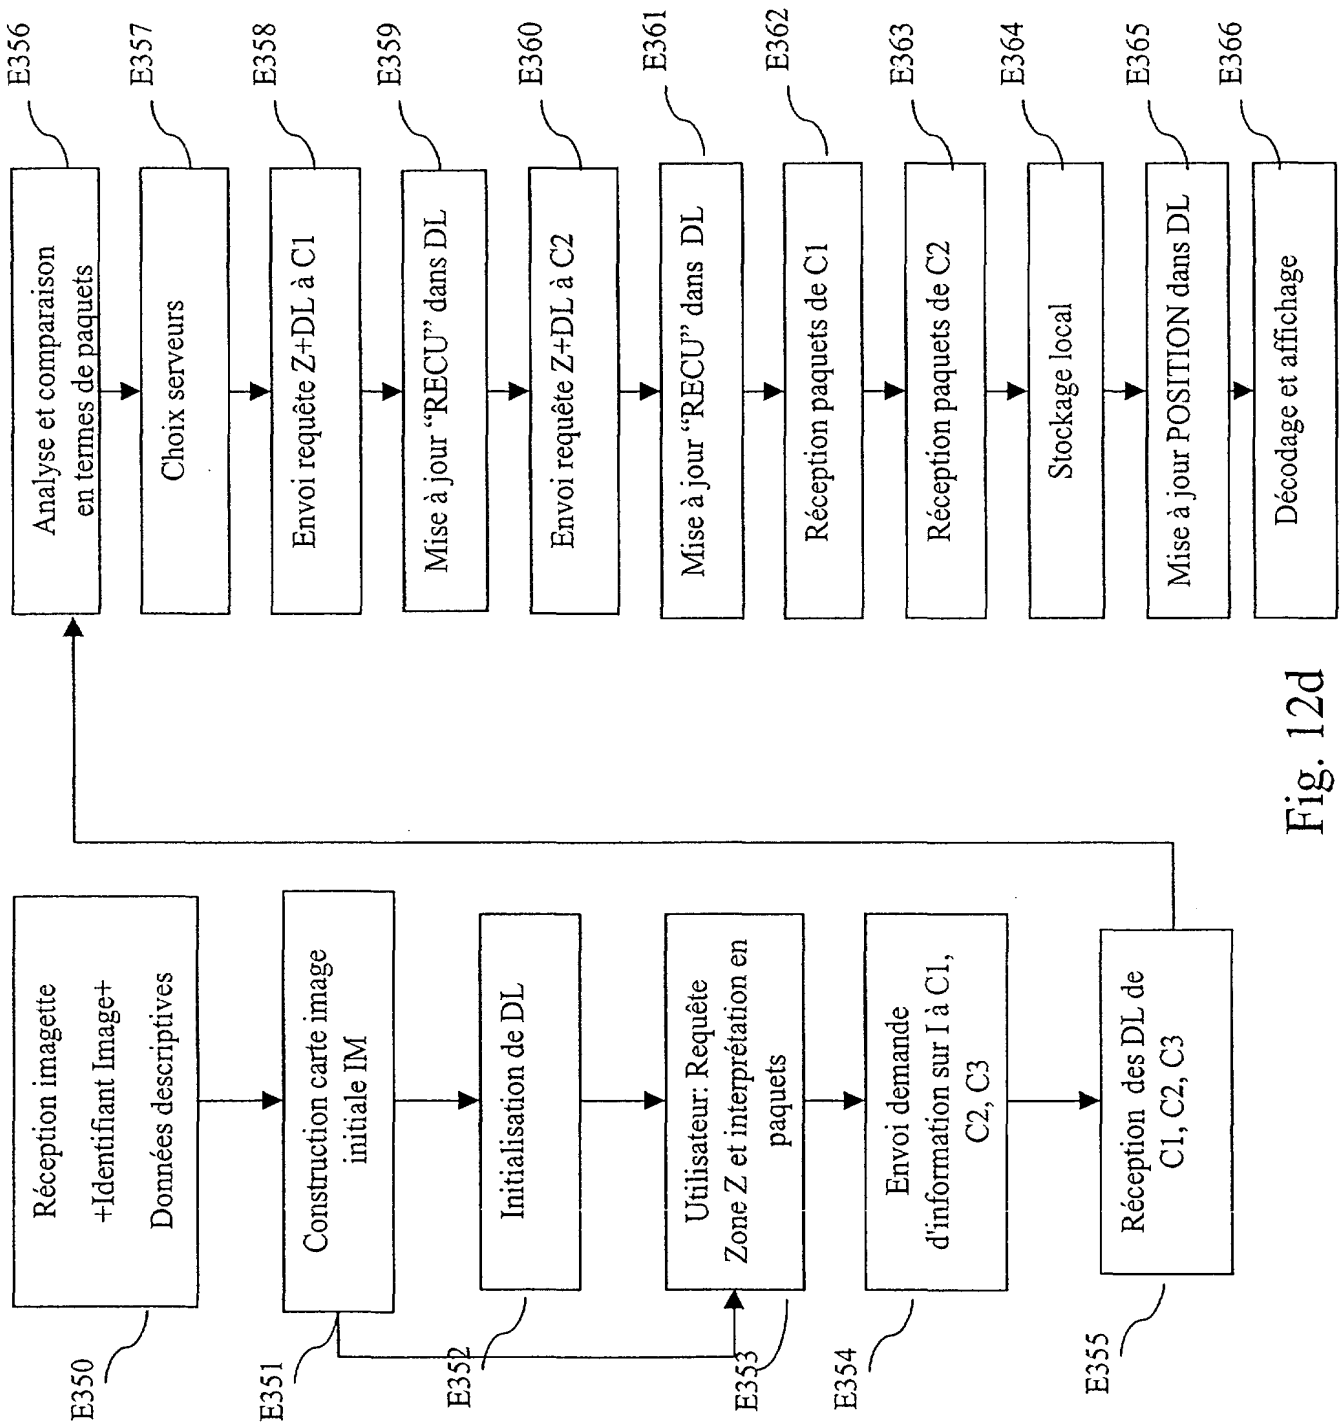 E350
Réception imagette
+Identifiant Image+
Données descriptives
E351
Construction carte image
initiale IM
E352
Initialisation de DL
E353
Utilisateur: Requête
Zone Z et interprétation en
paquets
E354
Envoi demande
d'information sur I à C1,
C2, C3
E355
Réception des DL de
C1, C2, C3
E356
Analyse et comparaison
en termes de paquets
E357
Choix serveurs
E358
Envoi requête Z+DL à C1
E359
Mise à jour “RECU” dans DL
E360
Envoi requête Z+DL à C2
E361
Mise à jour “RECU” dans DL
E362
Réception paquets de C1
E363
Réception paquets de C2
E364
Stockage local
E365
Mise à jour POSITION dans DL
E366
Décodage et affichage
Fig. 12d